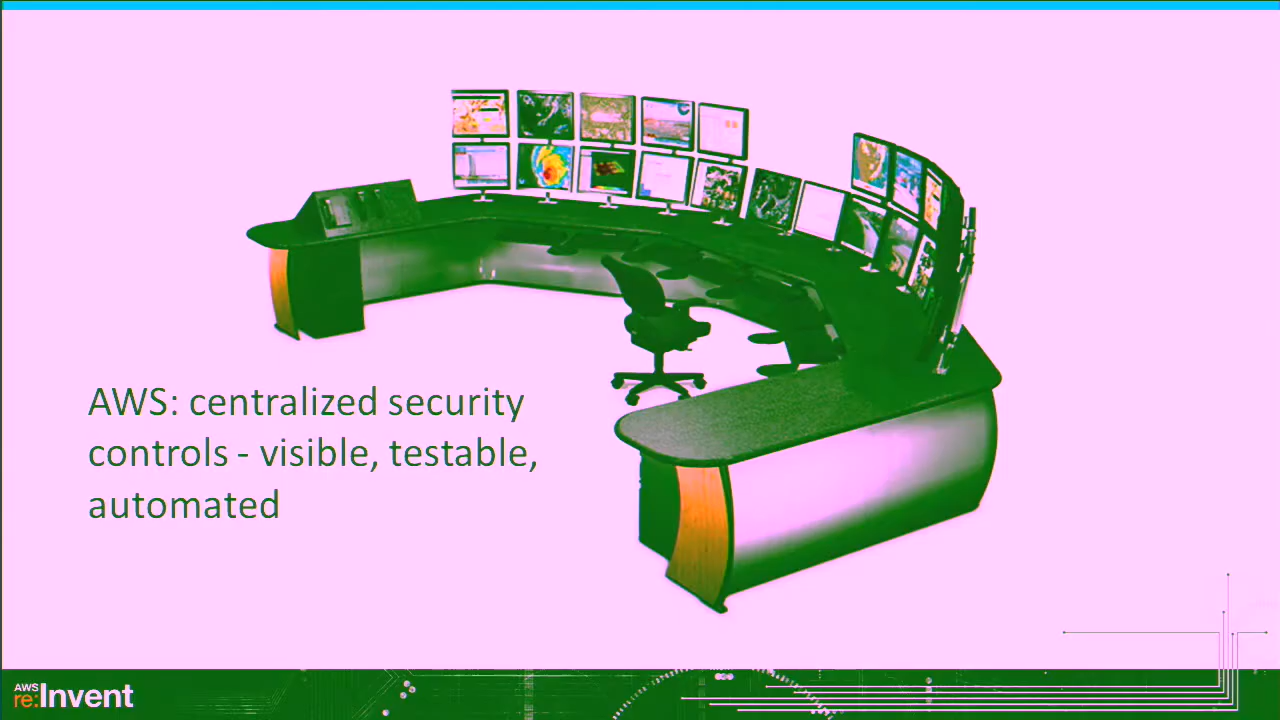 AWS: centralized security
controls - visible, testable,
automated
AWS
re:Invent